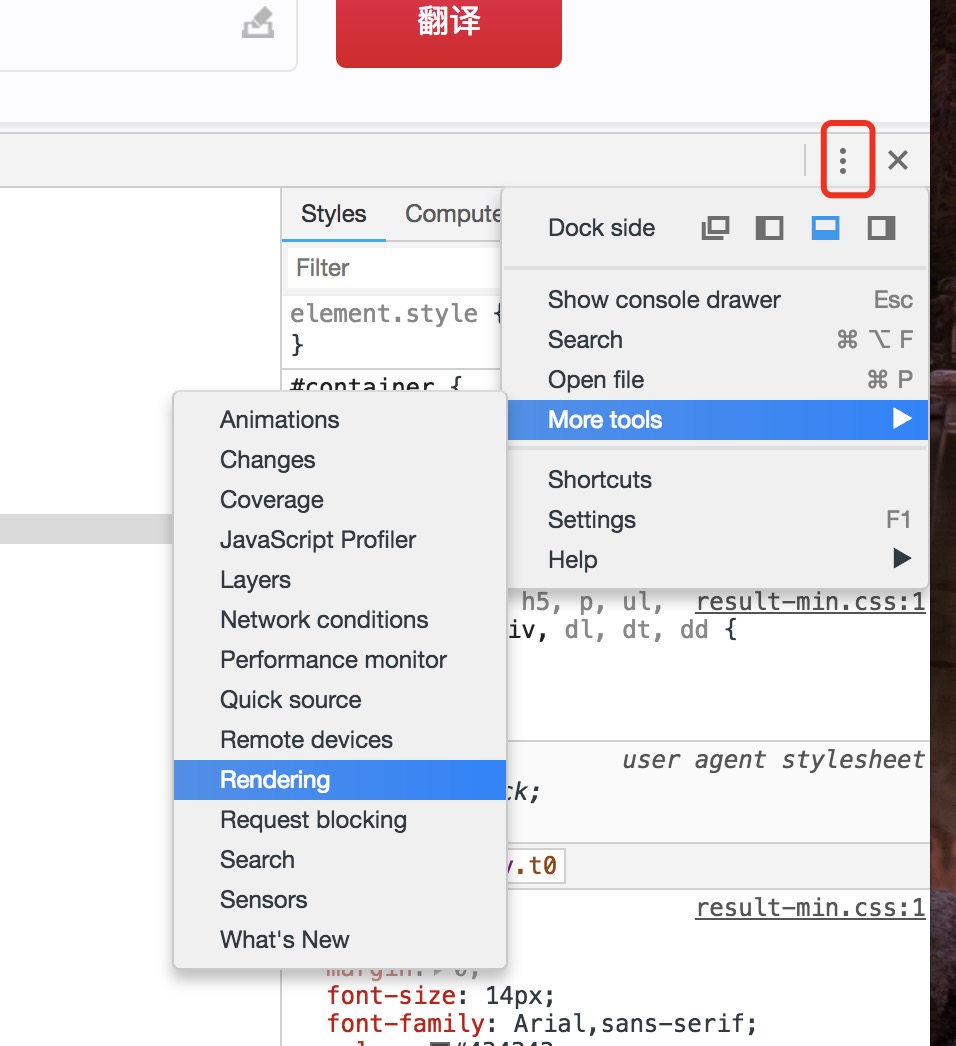 翻译
Styles Compute
Dock side
Filter
element.style {
}
Show console drawer Esc
Search ⌘ ⌥ F
Open file ⌘ P
#container {
More tools ▶
Shortcuts
Settings F1
Help ▶
Animations
Changes
Coverage
JavaScript Profiler
Layers
Network conditions
Performance monitor
Quick source
Remote devices
Rendering
Request blocking
Search
Sensors
What's New
h5, p, ul, result-min.css:1
iv, dl, dt, dd {
user agent stylesheet
ck;
y.t0
result-min.css:1
margin: ▶ 0;
font-size: 14px;
font-family: Arial,sans-serif;